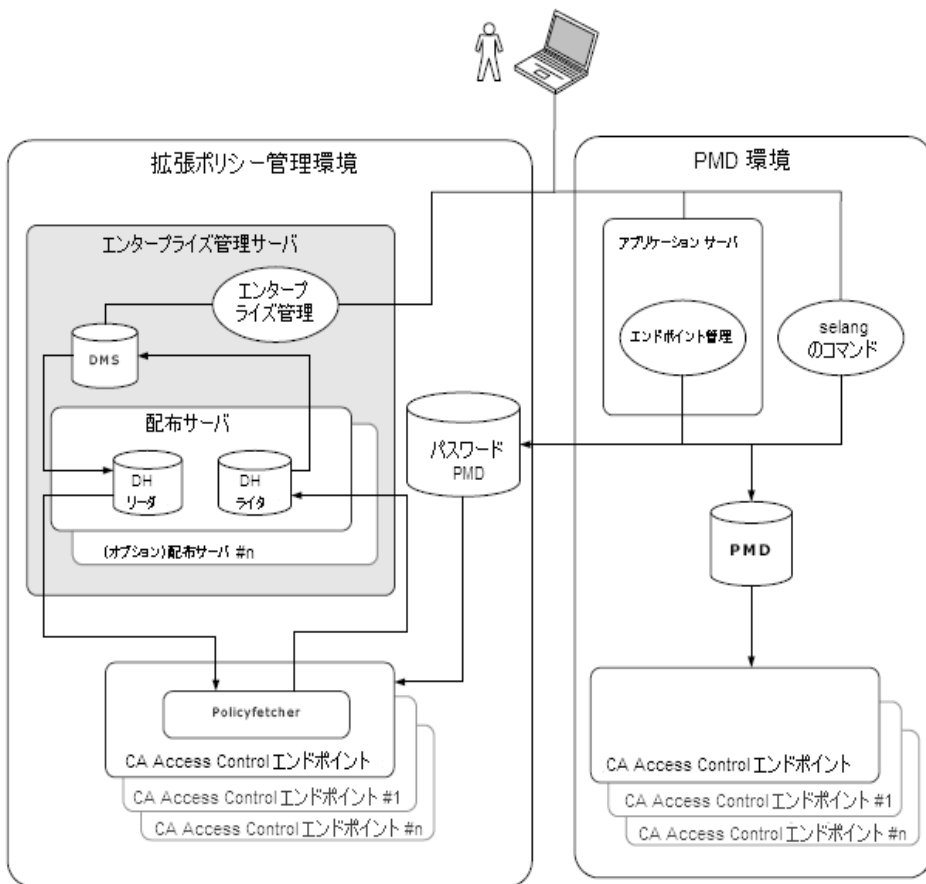 拡張ポリシー管理環境
エンタープライズ管理サーバ
エンタープ
ライズ管理
DMS
配布サーバ
DH
リーダ
DH
ライタ
(オプション)配布サーバ #n
パスワード
PMD
Policyfetcher
CA Access Control エンドポイント
CA Access Control エンドポイント #1
CA Access Control エンドポイント #n
PMD 環境
アプリケーション サーバ
エンドポイント管理
selang
のコマンド
PMD
CA Access Control エンドポイント
CA Access Control エンドポイント #1
CA Access Control エンドポイント #n